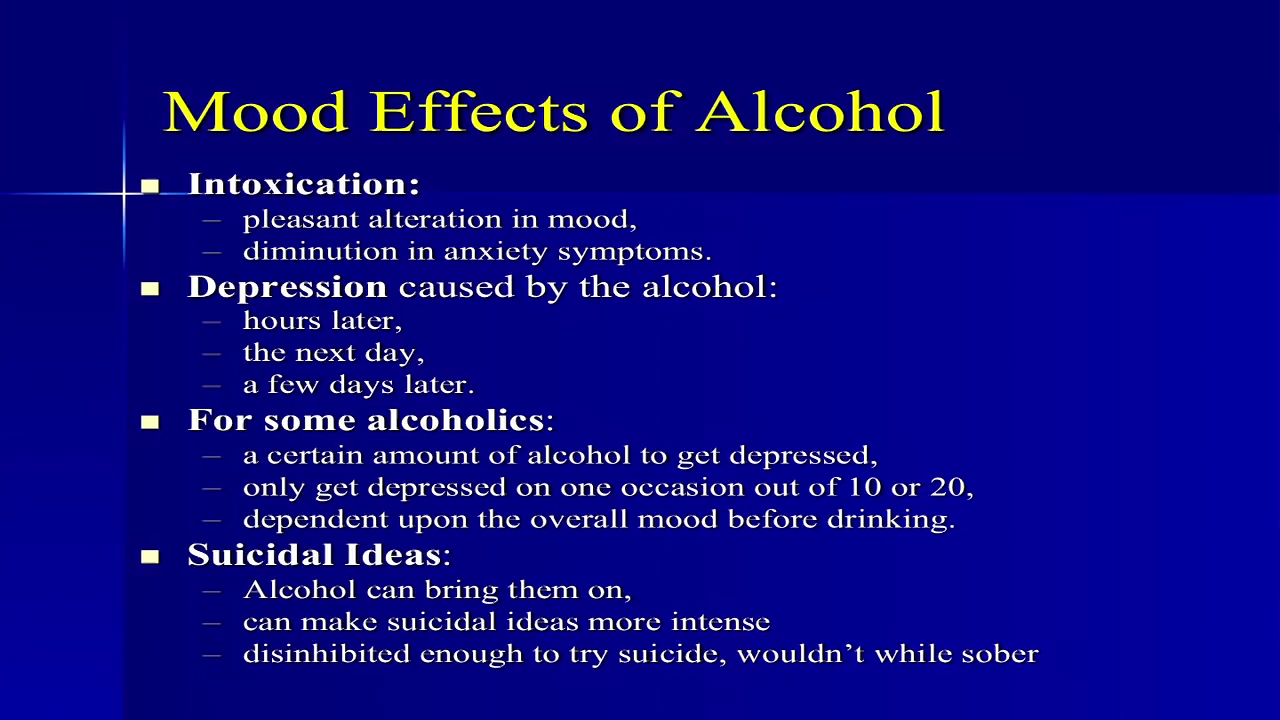 Mood Effects of Alcohol
Intoxication:
– pleasant alteration in mood,
– diminution in anxiety symptoms.
Depression caused by the alcohol:
– hours later,
– the next day,
– a few days later.
For some alcoholics:
– a certain amount of alcohol to get depressed,
– only get depressed on one occasion out of 10 or 20,
– dependent upon the overall mood before drinking.
Suicidal Ideas:
– Alcohol can bring them on,
– can make suicidal ideas more intense
– disinhibited enough to try suicide, wouldn’t while sober